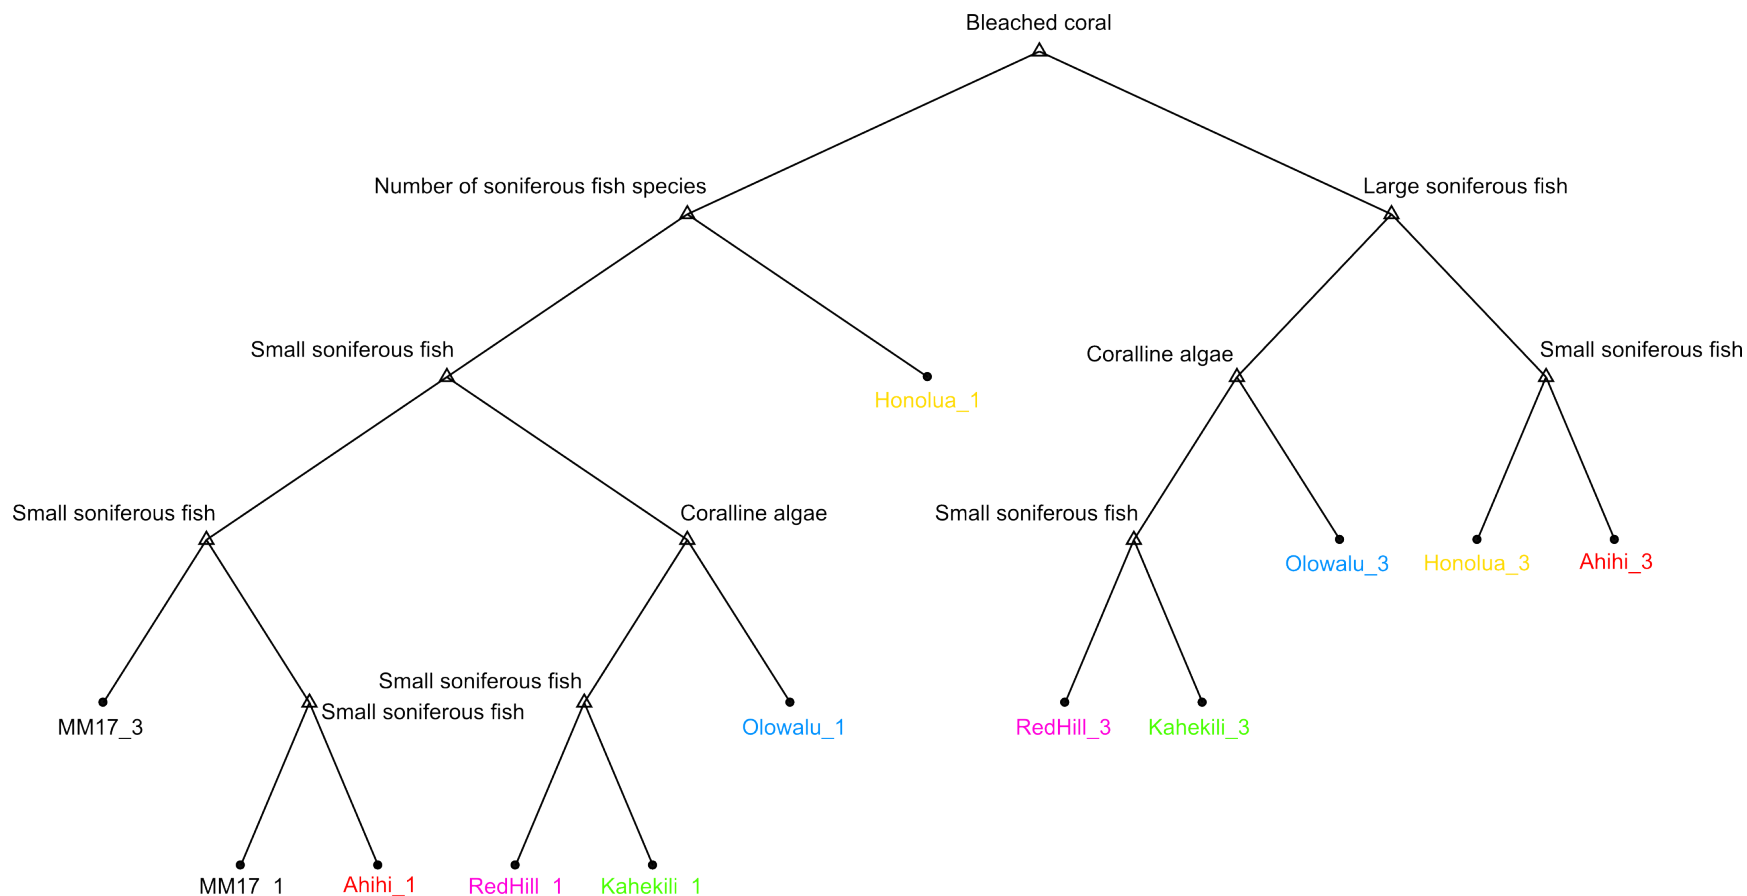 Bleached coral
Number of soniferous fish species
Large soniferous fish
Small soniferous fish
Coralline algae
Small soniferous fish
Honolua_1
Small soniferous fish
Coralline algae
Small soniferous fish
Olowalu_3
Honolua_3
Ahihi_3
Small soniferous fish
Small soniferous fish
MM17_3
Olowalu_1
RedHill_3
Kahekili_3
MM17_1
Ahihi_1
RedHill_1
Kahekili_1